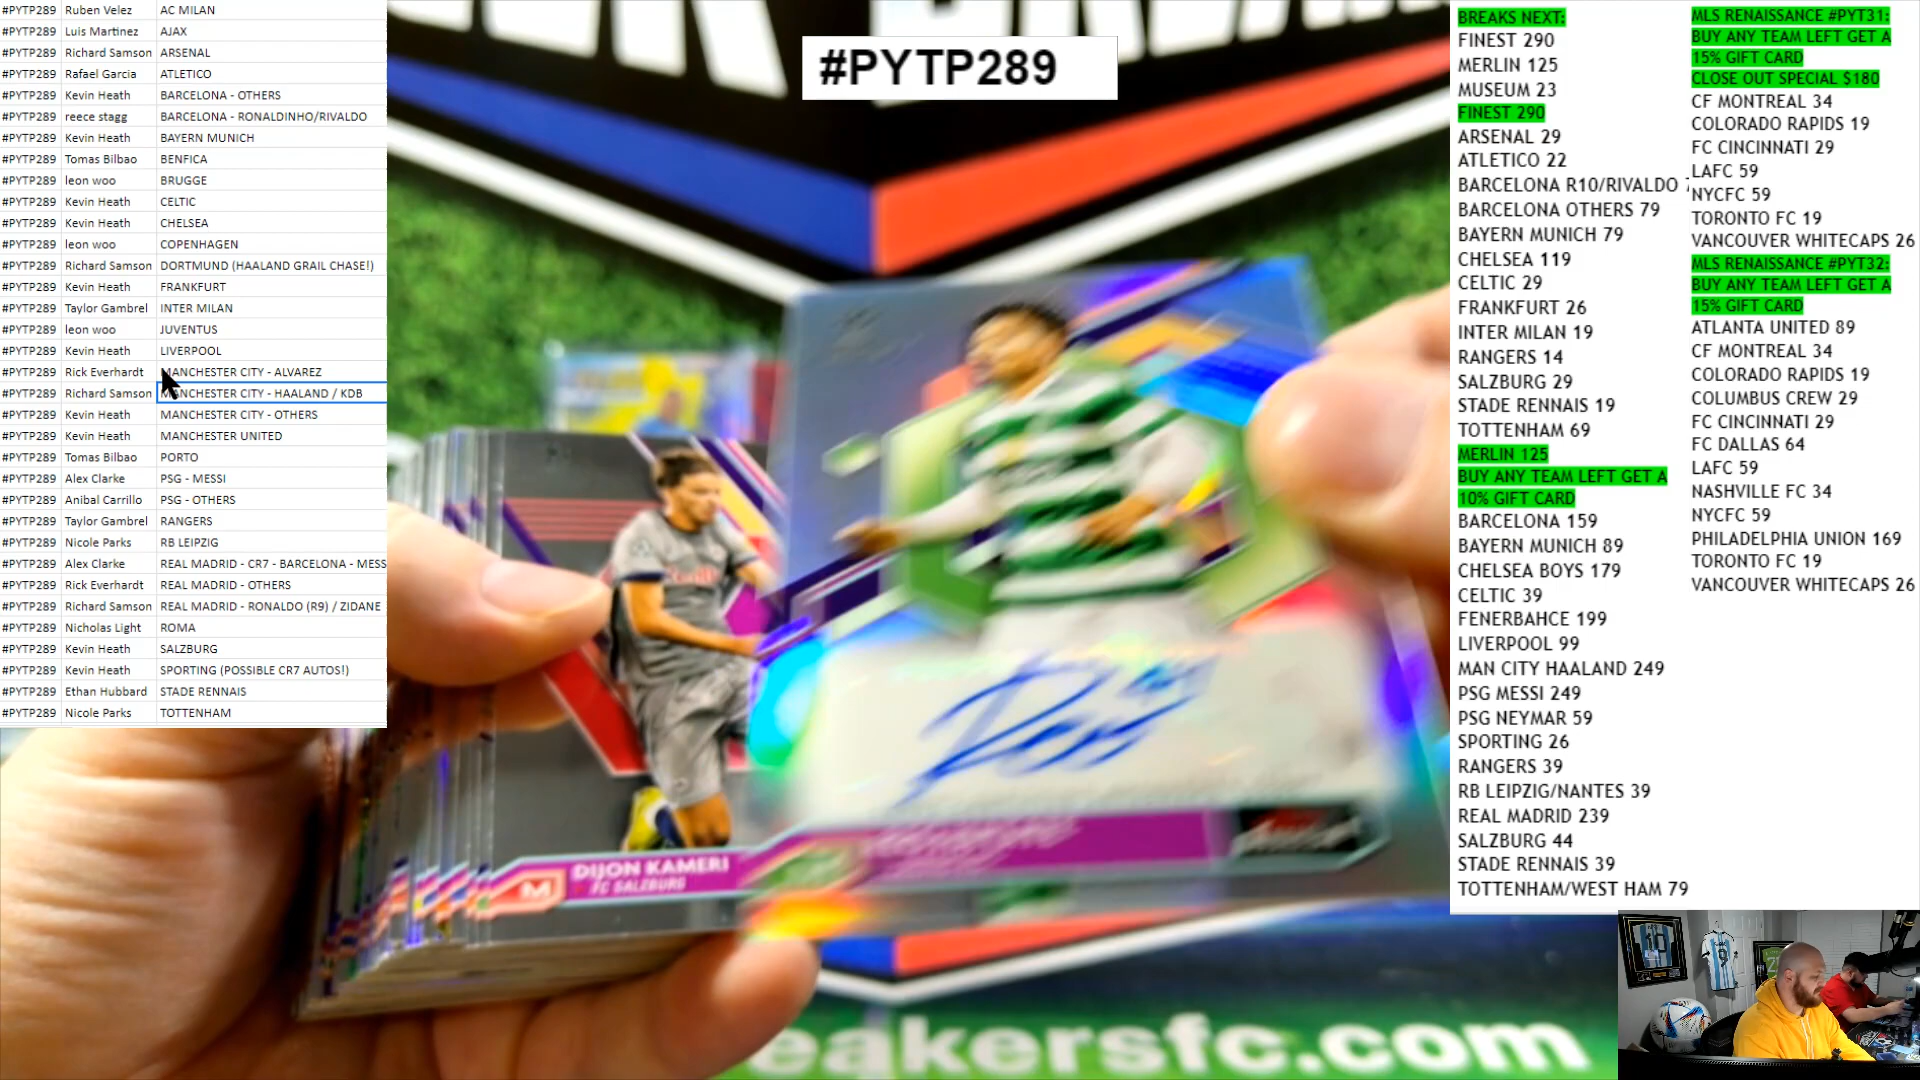 #PYTP289 Ruben Velez AC MILAN
#PYTP289 Luis Martinez AJAX
#PYTP289 Richard Samson ARSENAL
#PYTP289 Rafael Garcia ATLETICO
#PYTP289 Kevin Heath BARCELONA - OTHERS
#PYTP289 reece stagg BARCELONA - RONALDINHO/RIVALDO
#PYTP289 Kevin Heath BAYERN MUNICH
#PYTP289 Tomas Bilbao BENFICA
#PYTP289 leon woo BRUGGE
#PYTP289 Kevin Heath CELTIC
#PYTP289 Kevin Heath CHELSEA
#PYTP289 leon woo COPENHAGEN
#PYTP289 Richard Samson DORTMUND (HAALAND GRAIL CHASE!)
#PYTP289 Kevin Heath FRANKFURT
#PYTP289 Taylor Gambrel INTER MILAN
#PYTP289 leon woo JUVENTUS
#PYTP289 Kevin Heath LIVERPOOL
#PYTP289 Rick Everhardt MANCHESTER CITY - ALVAREZ
#PYTP289 Richard Samson MANCHESTER CITY - HAALAND / KDB
#PYTP289 Kevin Heath MANCHESTER CITY - OTHERS
#PYTP289 Kevin Heath MANCHESTER UNITED
#PYTP289 Tomas Bilbao PORTO
#PYTP289 Alex Clarke PSG - MESSI
#PYTP289 Anibal Carrillo PSG - OTHERS
#PYTP289 Taylor Gambrel RANGERS
#PYTP289 Nicole Parks RB LEIPZIG
#PYTP289 Alex Clarke REAL MADRID - CR7 - BARCELONA - MESS
#PYTP289 Rick Everhardt REAL MADRID - OTHERS
#PYTP289 Richard Samson REAL MADRID - RONALDO (R9) / ZIDANE
#PYTP289 Nicholas Light ROMA
#PYTP289 Kevin Heath SALZBURG
#PYTP289 Kevin Heath SPORTING (POSSIBLE CR7 AUTOS!)
#PYTP289 Ethan Hubbard STADE RENNAIS
#PYTP289 Nicole Parks TOTTENHAM
#PYTP289
DIJON KAMERI
FC SALZBURG
eakersfc.com
BREAKS NEXT:
FINEST 290
MERLIN 125
MUSEUM 23
FINEST 290
ARSENAL 29
ATLETICO 22
BARCELONA R10/RIVALDO
BARCELONA OTHERS 79
BAYERN MUNICH 79
CHELSEA 119
CELTIC 29
FRANKFURT 26
INTER MILAN 19
RANGERS 14
SALZBURG 29
STADE RENNAIS 19
TOTTENHAM 69
MERLIN 125
BUY ANY TEAM LEFT GET A
10% GIFT CARD
BARCELONA 159
BAYERN MUNICH 89
CHELSEA BOYS 179
CELTIC 39
FENERBAHCE 199
LIVERPOOL 99
MAN CITY HAALAND 249
PSG MESSI 249
PSG NEYMAR 59
SPORTING 26
RANGERS 39
RB LEIPZIG/NANTES 39
REAL MADRID 239
SALZBURG 44
STADE RENNAIS 39
TOTTENHAM/WEST HAM 79
MLS RENAISSANCE #PYT31:
BUY ANY TEAM LEFT GET A
15% GIFT CARD
CLOSE OUT SPECIAL $180
CF MONTREAL 34
COLORADO RAPIDS 19
FC CINCINNATI 29
LAFC 59
NYCFC 59
TORONTO FC 19
VANCOUVER WHITECAPS 26
MLS RENAISSANCE #PYT32:
BUY ANY TEAM LEFT GET A
15% GIFT CARD
ATLANTA UNITED 89
CF MONTREAL 34
COLORADO RAPIDS 19
COLUMBUS CREW 29
FC CINCINNATI 29
FC DALLAS 64
LAFC 59
NASHVILLE FC 34
NYCFC 59
PHILADELPHIA UNION 169
TORONTO FC 19
VANCOUVER WHITECAPS 26